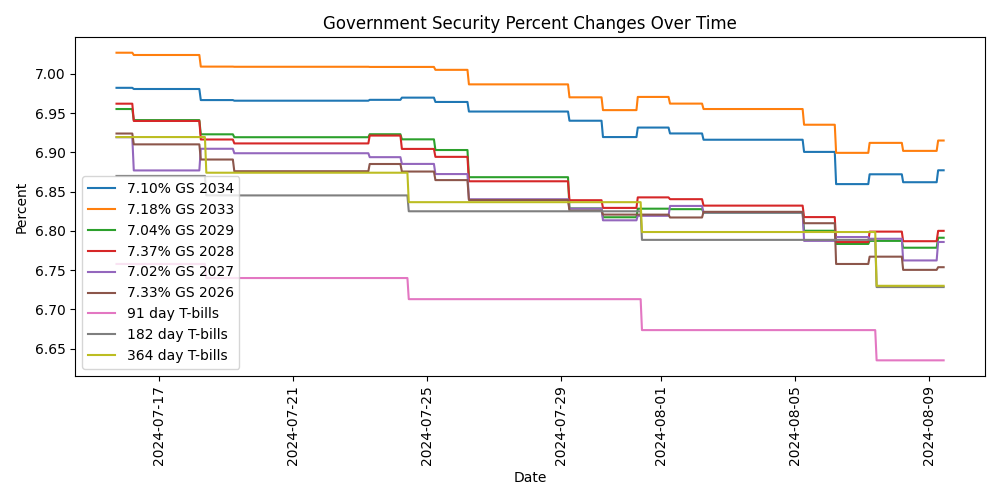 Government Security Percent Changes Over Time
Percent
7.00
6.95
6.90
6.85
6.80
6.75
6.70
6.65
7.10% GS 2034
7.18% GS 2033
7.04% GS 2029
7.37% GS 2028
7.02% GS 2027
7.33% GS 2026
91 day T-bills
182 day T-bills
364 day T-bills
2024-07-17
2024-07-21
2024-07-25
2024-07-29
2024-08-01
2024-08-05
2024-08-09
Date